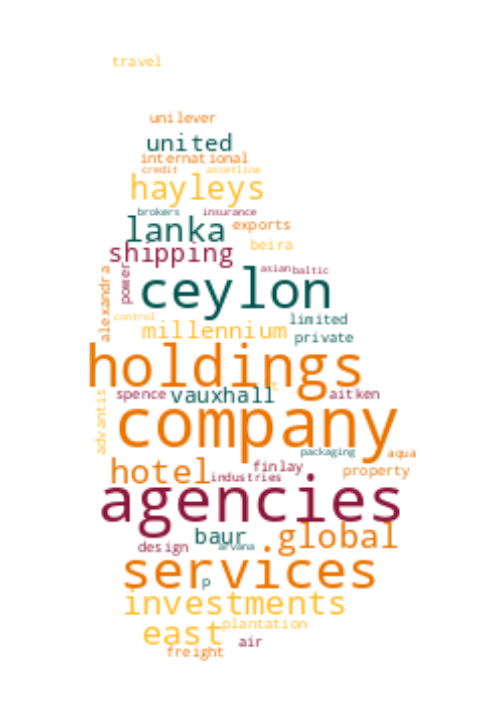 travel
unilever
united
international
credit assetline
hayleys
brokers insurance
lanka exports
shipping beira
asian baltic
power
alexandra
ceylon
control limited
millennium private
holdings
t
spence vauxhall aitken
advantis
company
packaging aqua
hotel finlay property
industries
agencies
baur .global
design arvana
services
p
investments
east plantation
air
freight